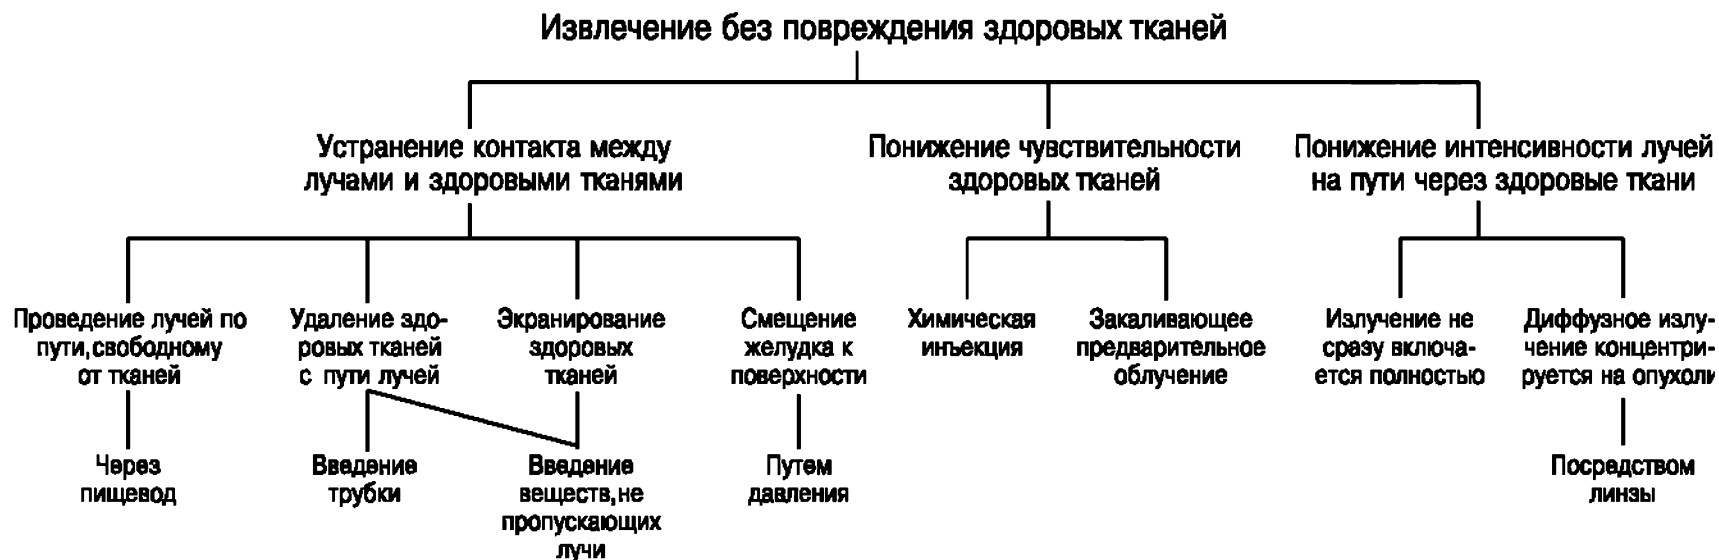 Извлечение без повреждения здоровых тканей
Устранение контакта между
лучами и здоровыми тканями
Понижение чувствительности
здоровых тканей
Понижение интенсивности лучей
на пути через здоровые ткани
Проведение лучей по
пути, свободному
от тканей
Удаление здо-
ровых тканей
с пути лучей
Экранирование
здоровых
тканей
Смещение
желудка к
поверхности
Химическая
инъекция
Закаливающее
предварительное
облучение
Излучение не
сразу включа-
ется полностью
Диффузное излу-
чение концентри-
руется на опухоли
Через
пищевод
Введение
трубки
Введение
веществ, не
пропускающих
лучи
Путем
давления
Посредством
линзы